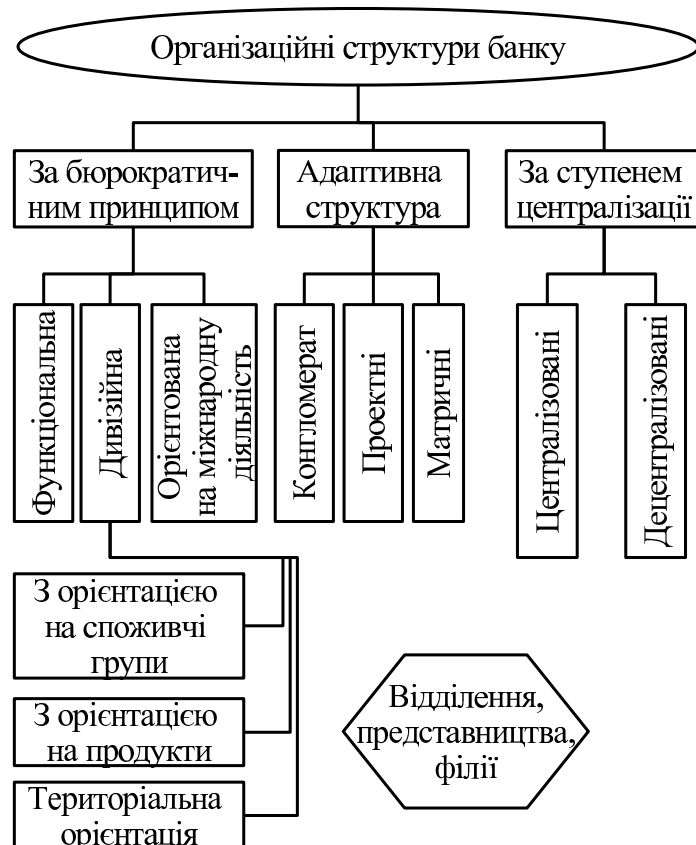 Організаційні структури банку
За бюрократич-
ним принципом
Адаптивна
структура
За ступенем
централізації
Функціональна
Дивізійна
Орієнтована
на міжнародну
діяльність
Конгломерат
Проектні
Матричні
Централізовані
Децентралізовані
З орієнтацією
на споживчі
групи
З орієнтацією
на продукти
Територіальна
орієнтація
Відділення,
представництва,
філії